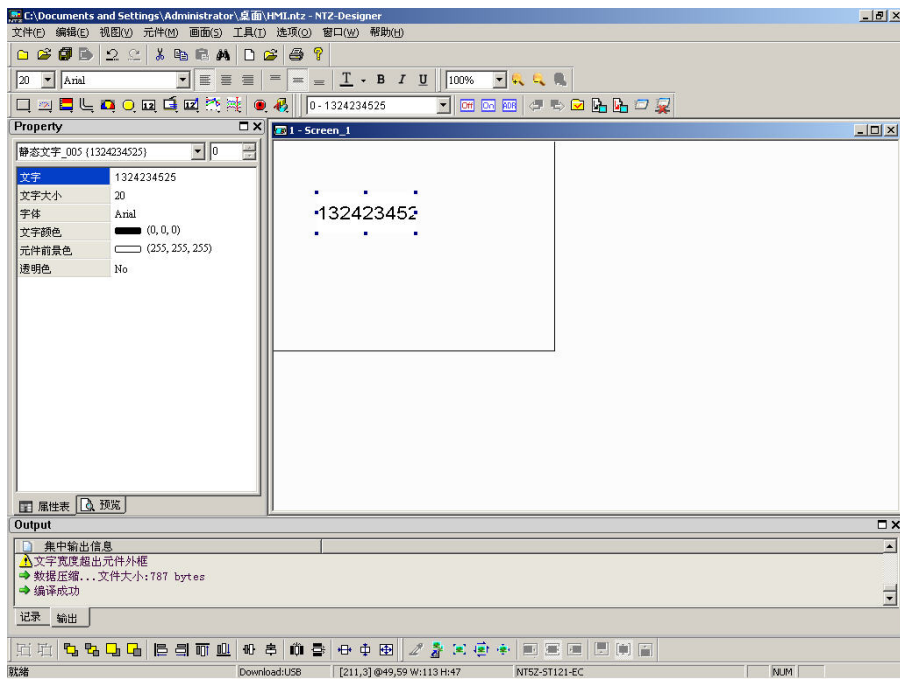 C:\Documents and Settings\Administrator\桌面\HMI.ntz - NTZ-Designer
文件(F) 编辑(E) 视图(V) 元件(M) 画面(S) 工具(T) 选项(O) 窗口(W) 帮助(H)
20 Arial T B I U 100%
12 0 - 1324234525 Off On ADR
Property
1 - Screen_1
静态文字_005 {1324234525} 0
文字 1324234525
文字大小 20
字体 Arial
文字颜色 (0, 0, 0)
元件前景色 (255, 255, 255)
透明色 No
132423452
属性表 预览
Output
集中输出信息
文字宽度超出元件外框
数据压缩...文件大小:787 bytes
编译成功
记录 输出
就绪 Download:USB [211,3] @49,59 W:113 H:47 NT5Z-ST121-EC NUM